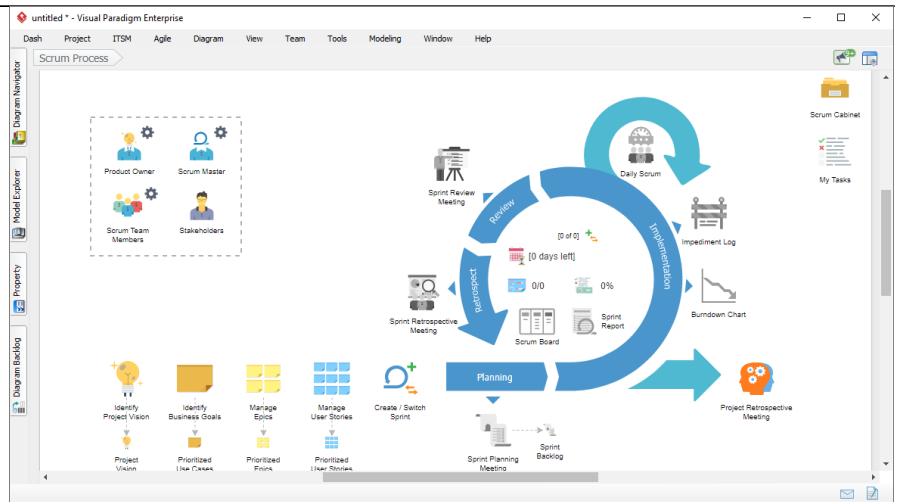 untitled * - Visual Paradigm Enterprise
Dash Project ITSM Agile Diagram View Team Tools Modeling Window Help
Scrum Process
Diagram Navigator
Model Explorer
Property
Diagram Backlog
Scrum Cabinet
My Tasks
Product Owner
Scrum Master
Scrum Team
Members
Stakeholders
Daily Scrum
Sprint Review
Meeting
Review
Implementation
Retrospect
[0 of 0]
[0 days left]
0/0
0%
Scrum Board
Sprint
Report
Impediment Log
Burndown Chart
Sprint Retrospective
Meeting
Planning
Identify
Project Vision
Identify
Business Goals
Manage
Epics
Manage
User Stories
Create / Switch
Sprint
Project Retrospective
Meeting
Project
Vision
Prioritized
Use Cases
Prioritized
Epics
Prioritized
User Stories
Sprint Planning
Meeting
Sprint
Backlog